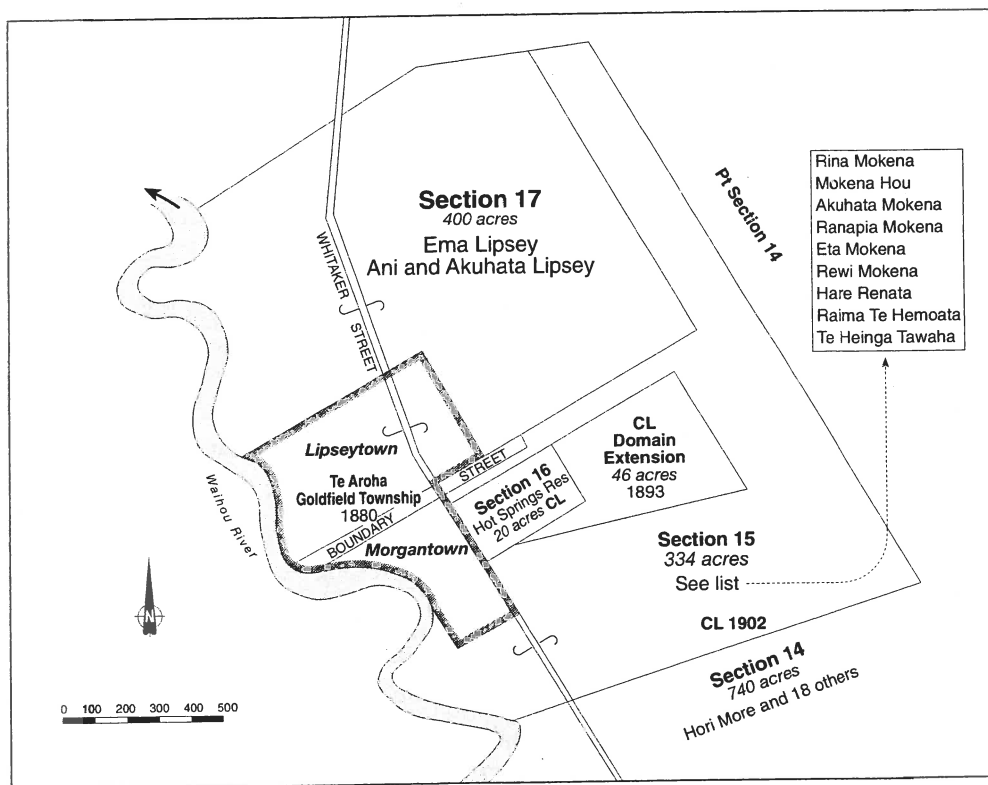 Section 17
400 acres
Ema Lipsey
Ani and Akuhata Lipsey
WHITAKER
STREET
Pt Section 14
Rina Mokena
Mokena Hou
Akuhata Mokena
Ranapia Mokena
Eta Mokena
Rewi Mokena
Hare Renata
Raima Te Hemoata
Te Heinga Tawaha
Lipseytown
Te Aroha
Goldfield Township
1880
BOUNDARY
STREET
Morgantown
Waihou River
Section 16
Hot Springs Res
20 acres CL
CL
Domain
Extension
46 acres
1893
Section 15
334 acres
See list
CL 1902
Section 14
740 acres
Hori More and 18 others
N
0 100 200 300 400 500